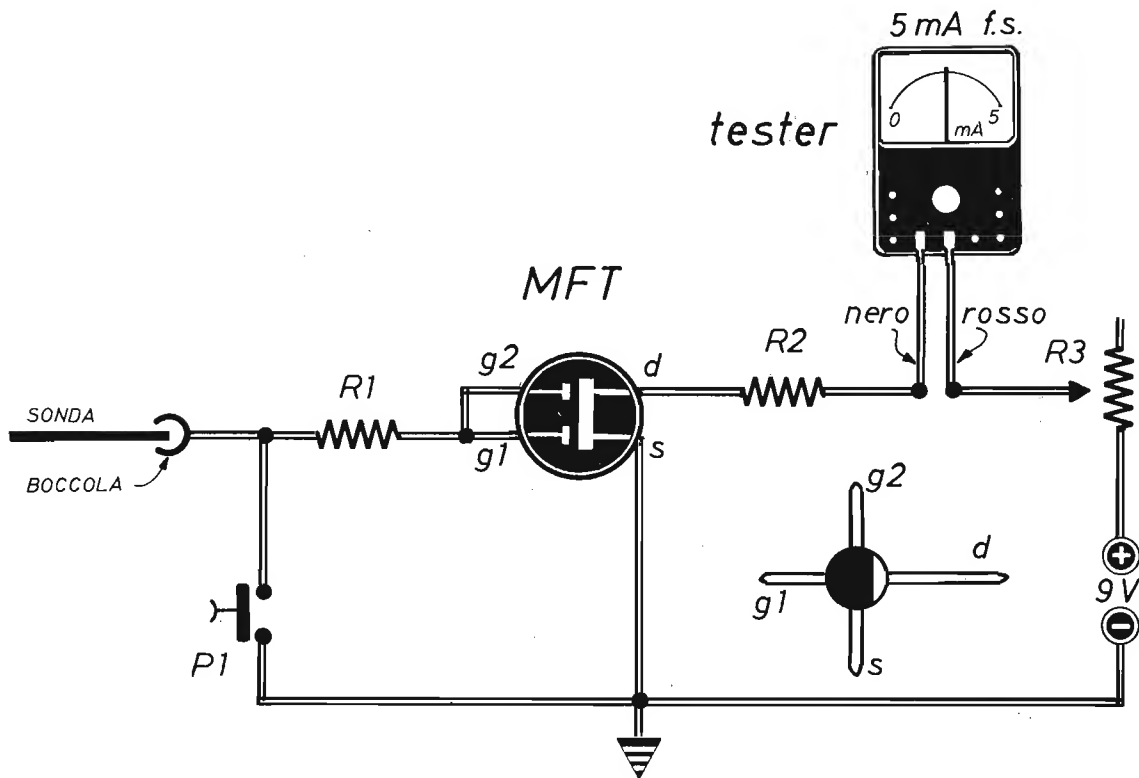 5 mA f.s.
0
5
mA
tester
MFT
nero
rosso
R2
R3
g2
d
R1
SONDA
g1
s
BOCCOLA
g2
d
g1
+
9 V
-
s
P1